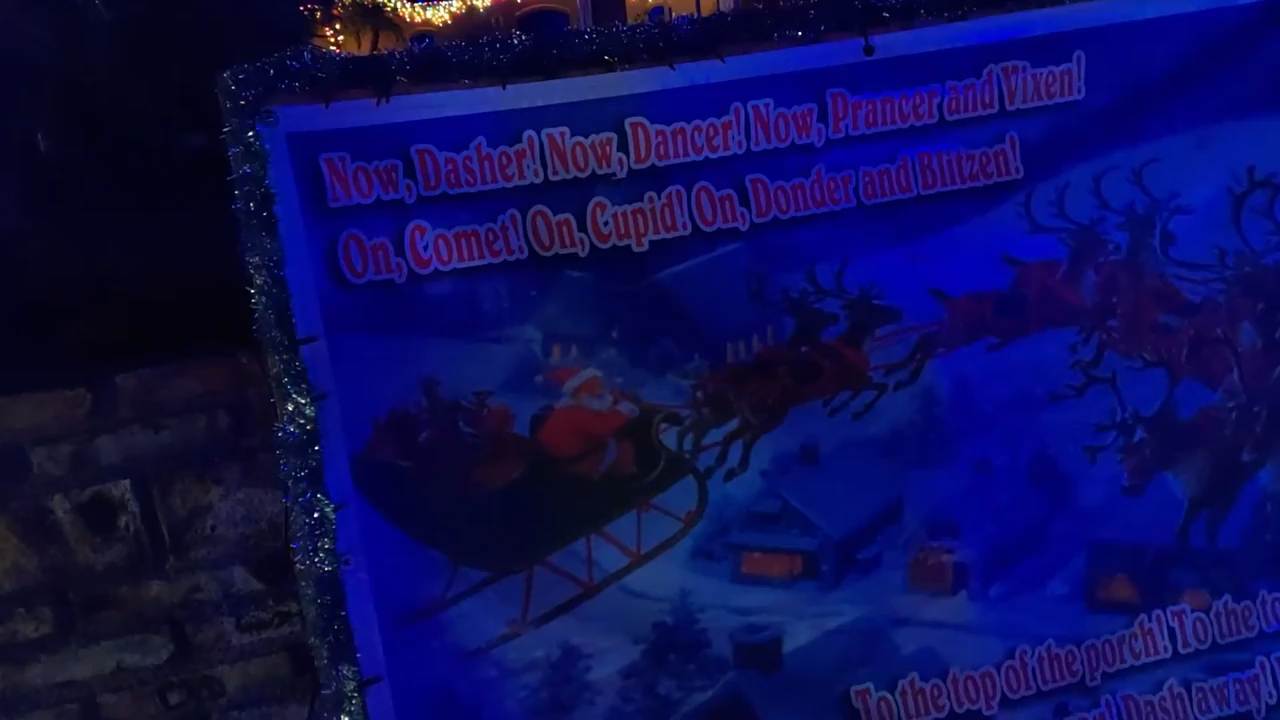 Now, Dasher! Now, Dancer! Now, Prancer and Vixen!
On, Comet! On, Cupid! On, Donder and Blitzen!
To the top of the porch! To the
Dash away!